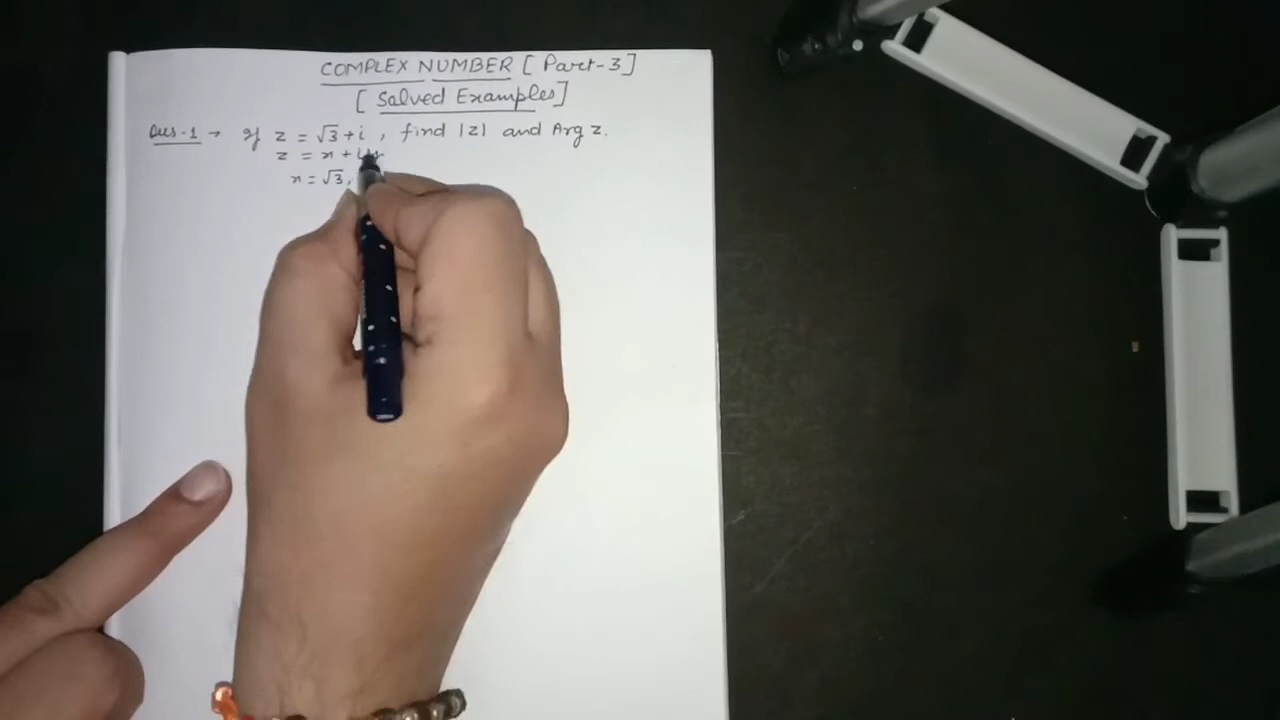 COMPLEX NUMBER [ Part-3 ]
[ Solved Examples ]
Ques-1 → If z = √3 + i , find |z| and Arg z.
z = x + iy
x = √3,